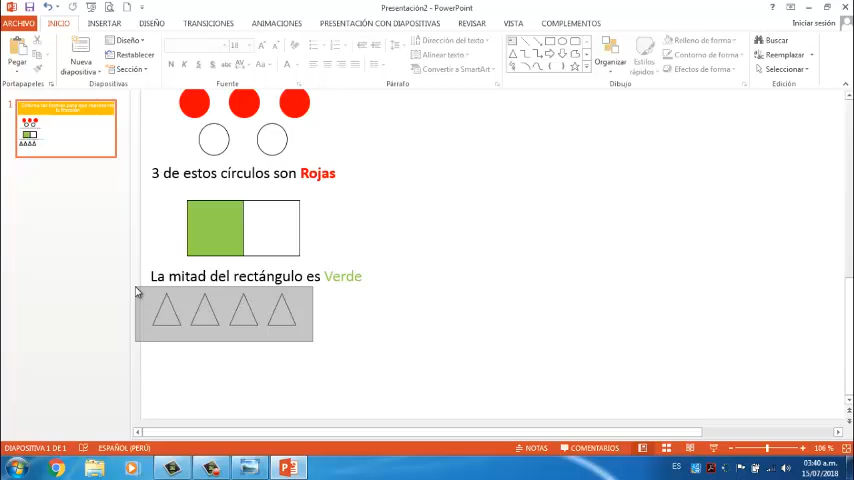 Presentación2 - PowerPoint
ARCHIVO INICIO INSERTAR DISEÑO TRANSICIONES ANIMACIONES PRESENTACIÓN CON DIAPOSITIVAS REVISAR VISTA COMPLEMENTOS Iniciar sesión
Pegar
Nueva diapositiva
Diseño
Restablecer
Sección
18
N K S S
Dirección del texto
Alinear texto
Convertir a SmartArt
Organizar
Estilos rápidos
Relleno de forma
Contorno de forma
Efectos de forma
Buscar
Reemplazar
Seleccionar
Portapapeles Diapositivas Fuente Párrafo Dibujo Edición
1
3 de estos círculos son Rojas
La mitad del rectángulo es Verde
DIAPOSITIVA 1 DE 1 ESPAÑOL (PERÚ) NOTAS COMENTARIOS 106 %
ES 03:40 a.m.
15/07/2018